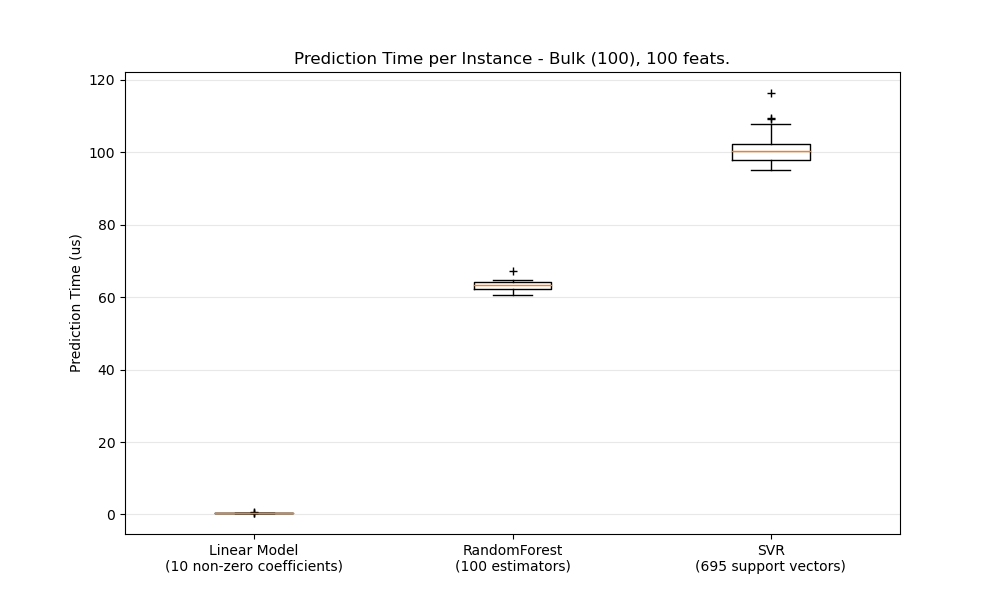 Prediction Time per Instance - Bulk (100), 100 feats.
Prediction Time (us)
120
100
80
60
40
20
0
Linear Model
(10 non-zero coefficients)
RandomForest
(100 estimators)
SVR
(695 support vectors)